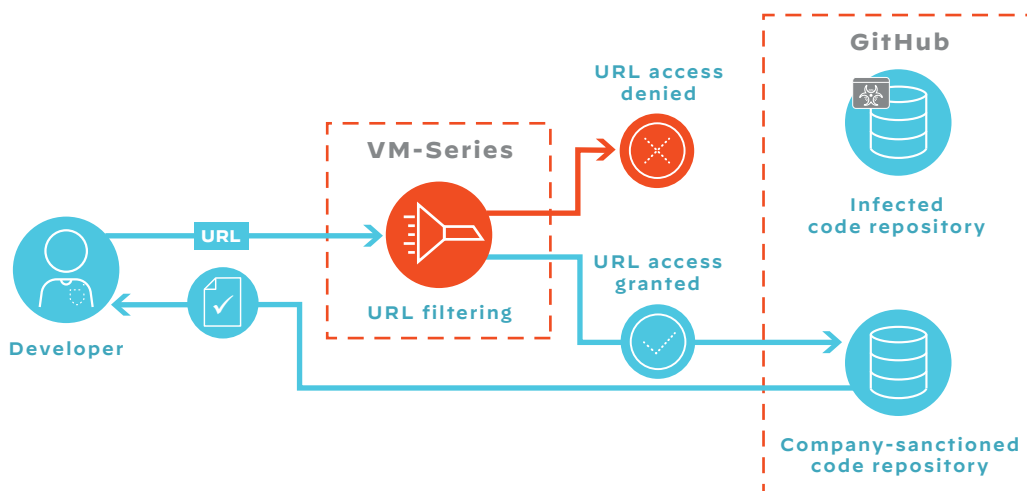 GitHub
URL access
denied
VM-Series
Infected
code repository
URL
URL access
granted
URL filtering
Developer
Company-sanctioned
code repository